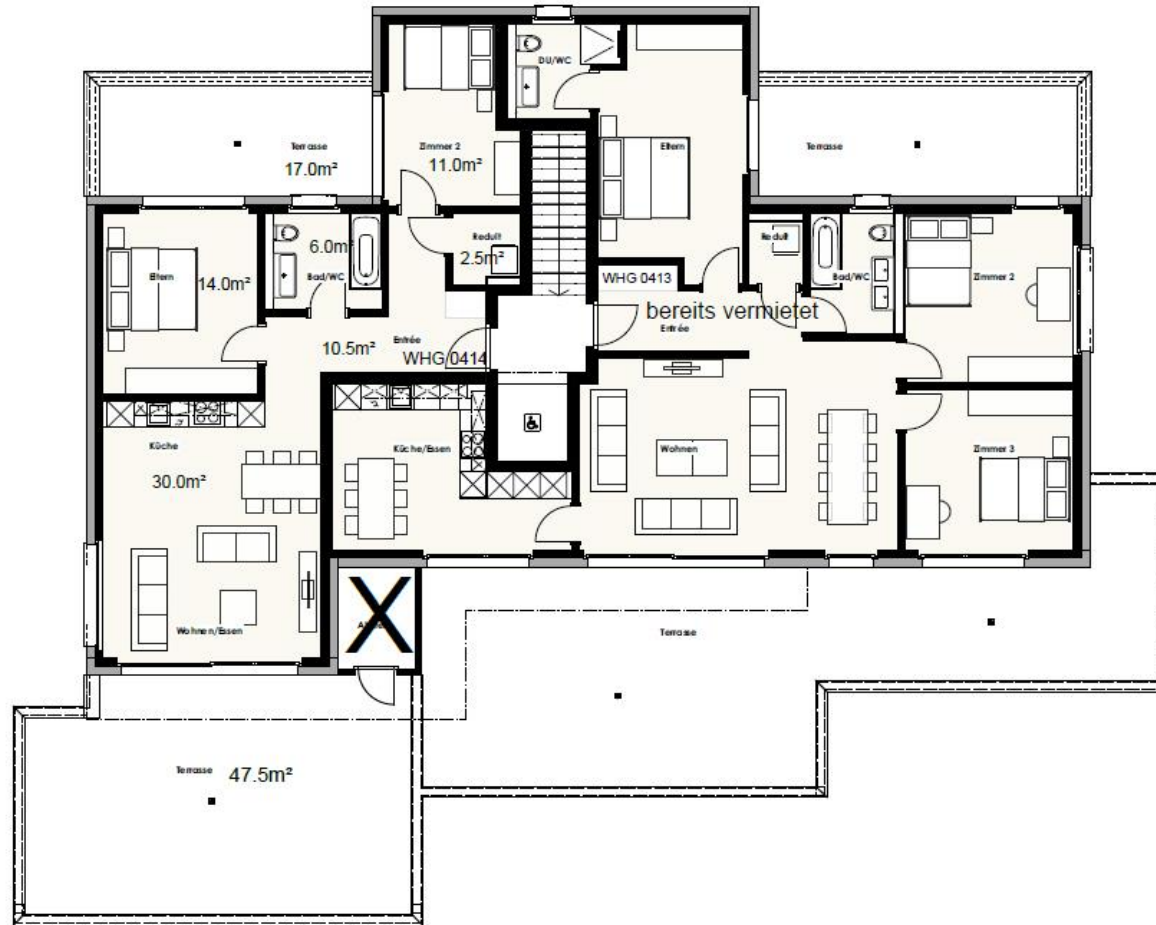 DU/WC
Terrasse
17.0m²
Zimmer 2
11.0m²
Eltern
Terrasse
Eltern
14.0m²
6.0m²
Bad/WC
Reduit
2.5m²
WHG 0413
bereits vermietet
Entrée
Reduit
Bad/WC
Zimmer 2
10.5m²
Entrée
WHG 0414
Küche
30.0m²
Küche/Essen
Wohnen
Zimmer 3
Wohnen/Essen
X
Terrasse
Terrasse
47.5m²